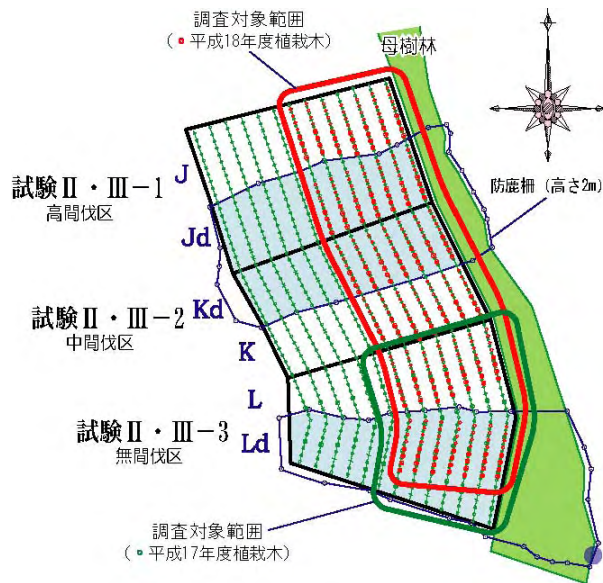 調査対象範囲
（●平成18年度植栽木）
母樹林
防鹿柵（高さ2m）
試験Ⅱ・Ⅲ－1
高間伐区
J
Jd
試験Ⅱ・Ⅲ－2
中間伐区
Kd
K
試験Ⅱ・Ⅲ－3
無間伐区
L
Ld
調査対象範囲
（●平成17年度植栽木）